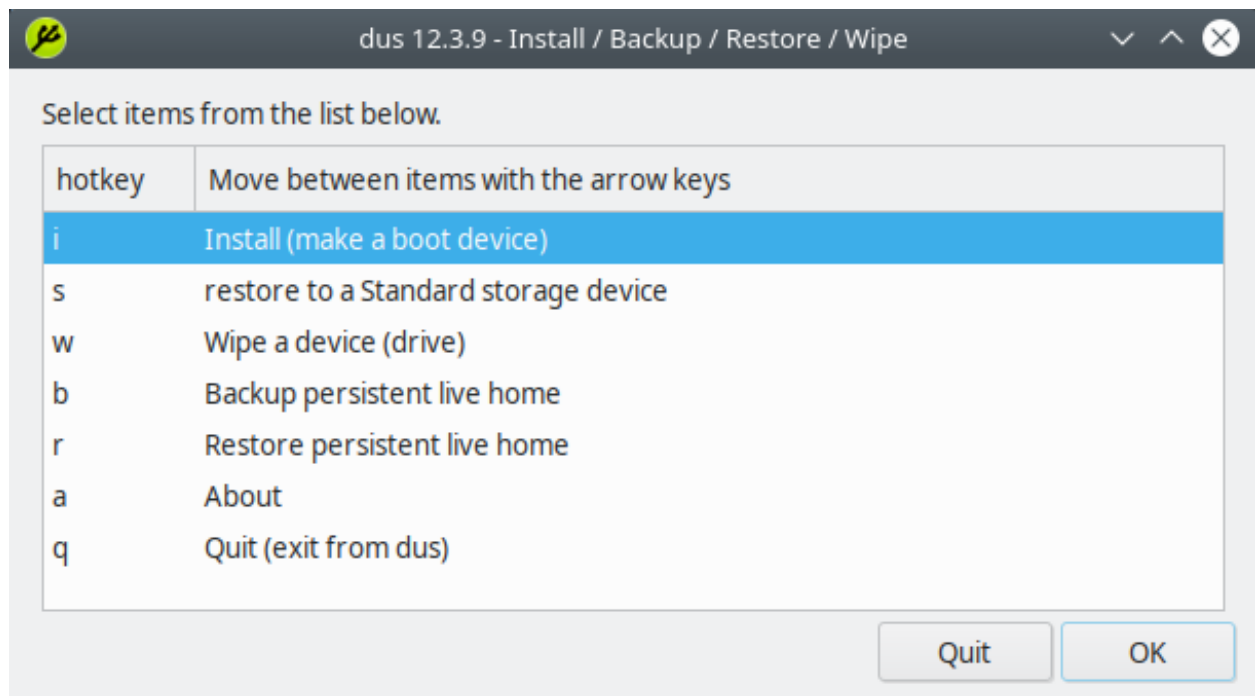 dus 12.3.9 - Install / Backup / Restore / Wipe
Select items from the list below.
hotkey Move between items with the arrow keys
i Install (make a boot device)
s restore to a Standard storage device
w Wipe a device (drive)
b Backup persistent live home
r Restore persistent live home
a About
q Quit (exit from dus)
Quit OK